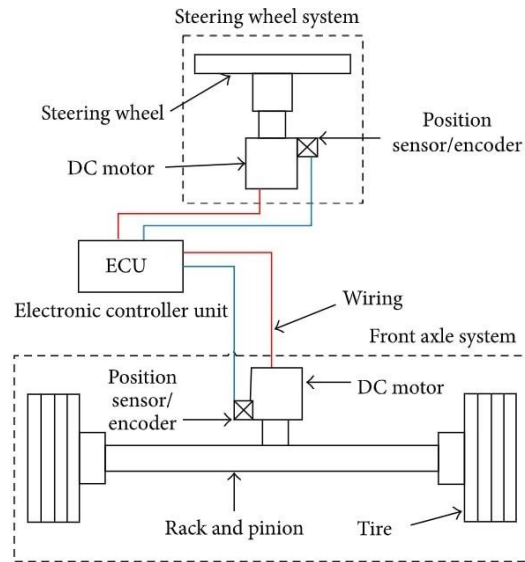 Steering wheel system
Steering wheel
Position
sensor/encoder
DC motor
ECU
Electronic controller unit
Wiring
Front axle system
Position
sensor/
encoder
DC motor
Rack and pinion
Tire